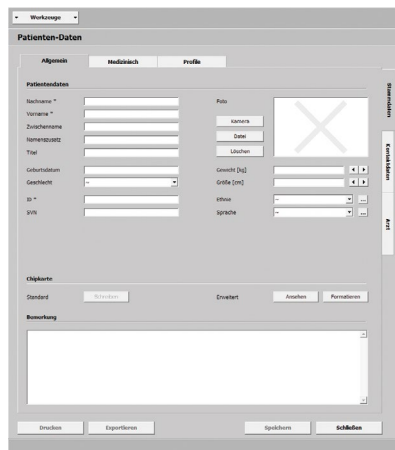 Werkzeuge
Patienten-Daten
Allgemein Medizinisch Profile
Patientendaten
Nachname * Foto
Vorname * Kamera
Zwischenname Datei
Namenszusatz Löschen
Titel
Geburtsdatum Gewicht [kg]
Geschlecht -- Größe [cm]
ID * Ethnie -- ...
SVN Sprache -- ...
Chipkarte
Standard Schreiben Erweitert Ansehen Formatieren
Bemerkung
Drucken Exportieren Speichern Schließen
Stammdaten
Kontaktdaten
Arzt